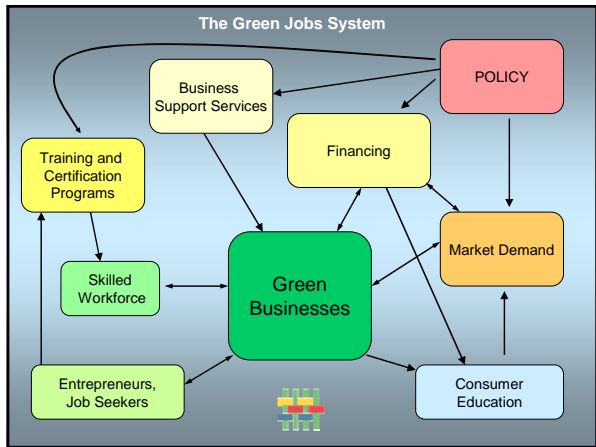 The Green Jobs System
POLICY
Business
Support Services
Financing
Training and
Certification
Programs
Market Demand
Skilled
Workforce
Green
Businesses
Entrepreneurs,
Job Seekers
Consumer
Education